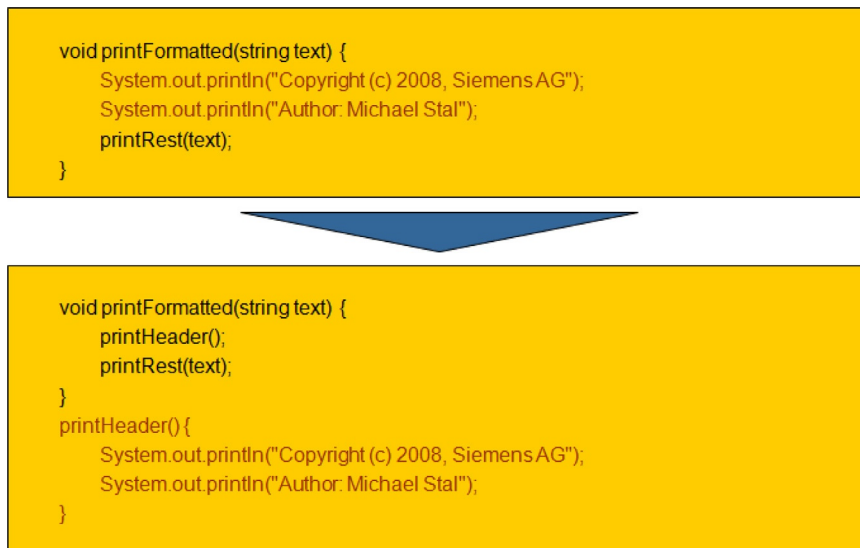 void printFormatted(string text) {
System.out.println("Copyright (c) 2008, Siemens AG");
System.out.println("Author: Michael Stal");
printRest(text);
}
void printFormatted(string text) {
printHeader();
printRest(text);
}
printHeader() {
System.out.println("Copyright (c) 2008, Siemens AG");
System.out.println("Author: Michael Stal");
}